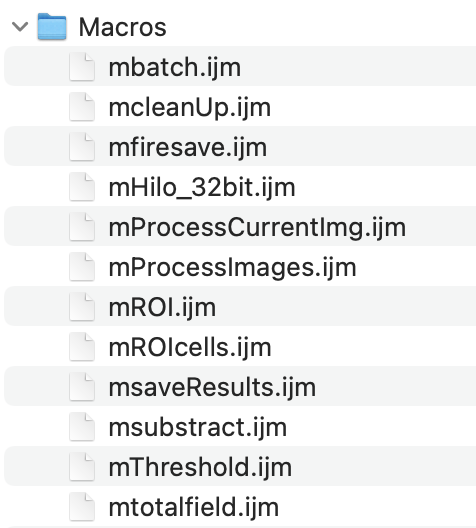 Macros
mbatch.ijm
mcleanUp.ijm
mfiresave.ijm
mHilo_32bit.ijm
mProcessCurrentImg.ijm
mProcessImages.ijm
mROI.ijm
mROIcells.ijm
msaveResults.ijm
msubstract.ijm
mThreshold.ijm
mtotalfield.ijm